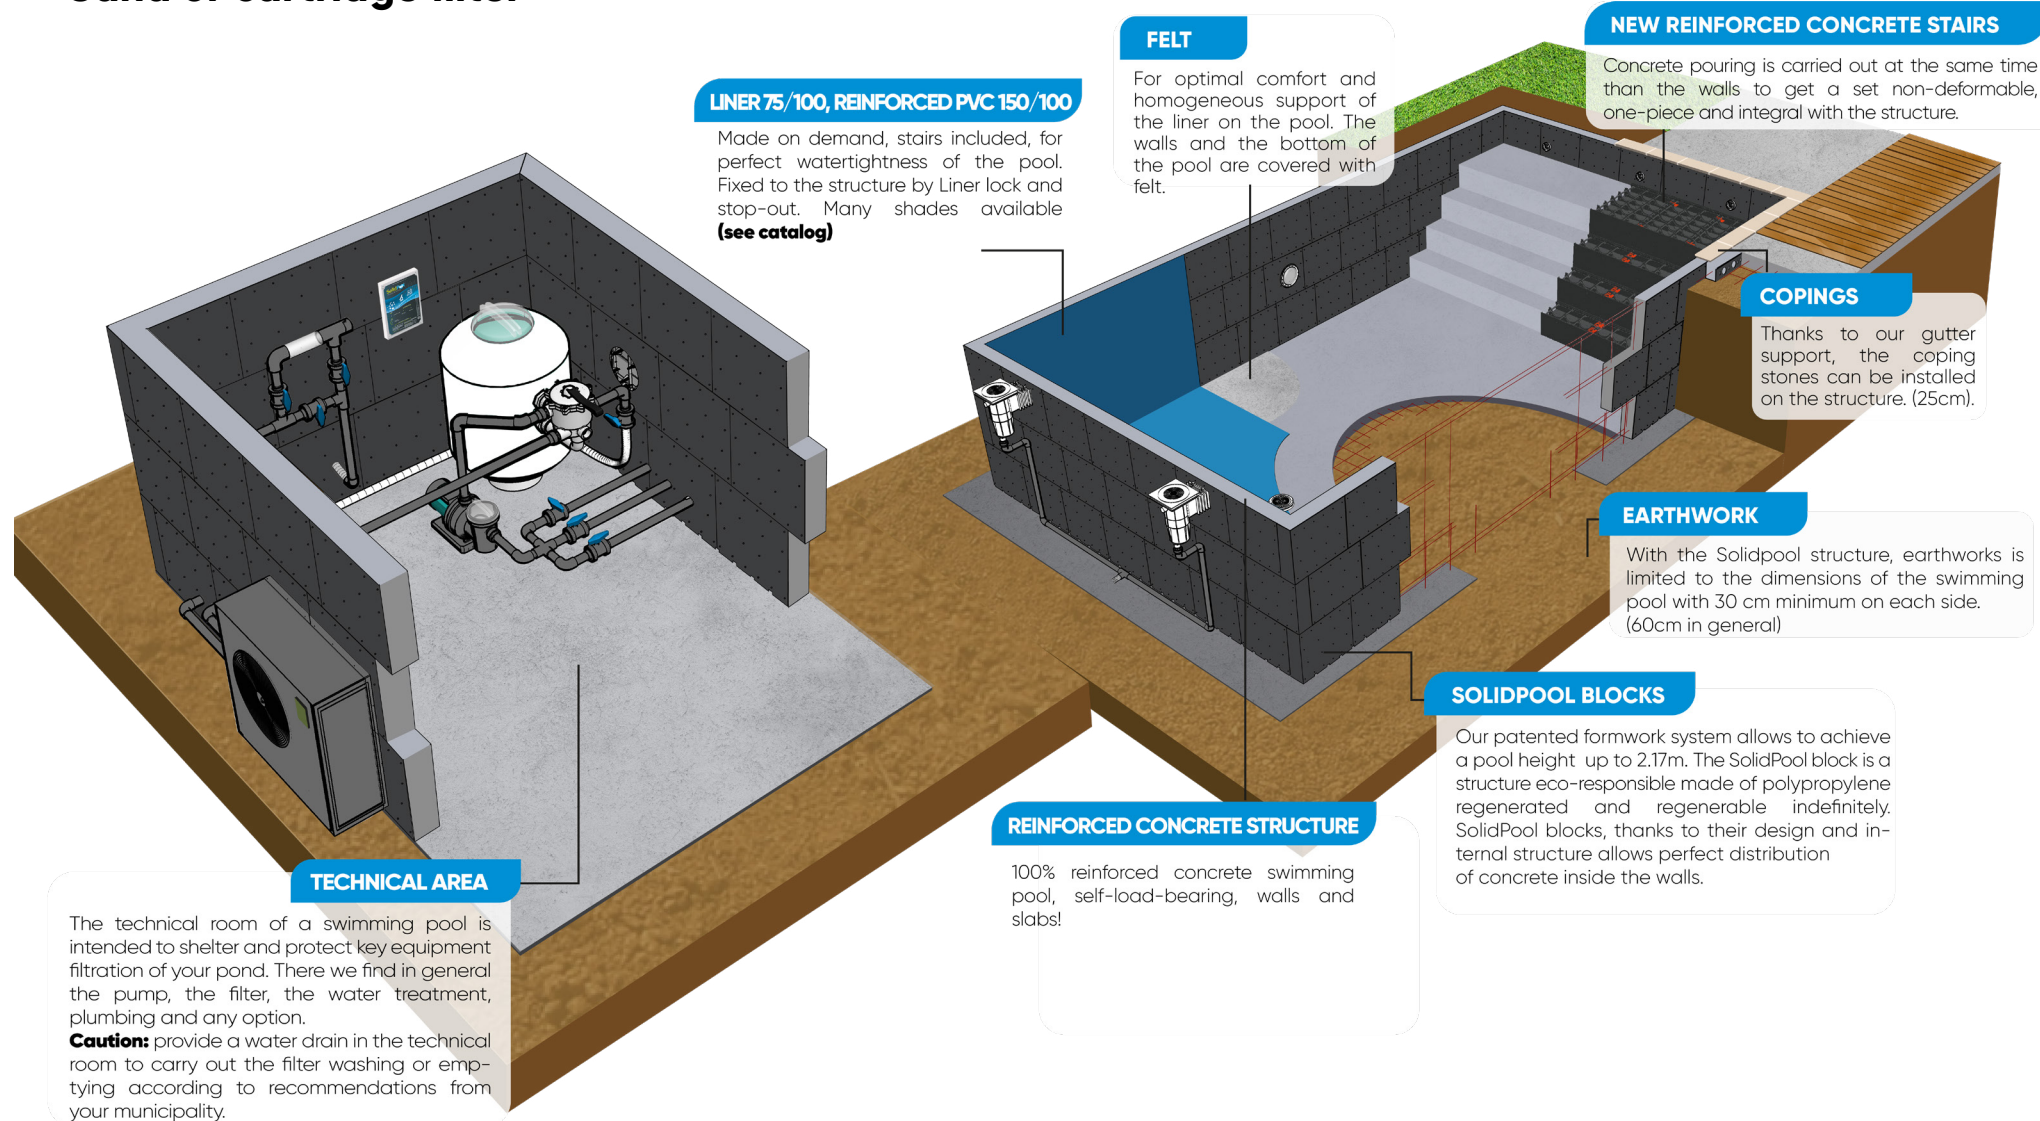 FELT
For optimal comfort and
homogeneous support of
the liner on the pool. The
walls and the bottom of
the pool are covered with
felt.
NEW REINFORCED CONCRETE STAIRS
Concrete pouring is carried out at the same time
than the walls to get a set non-deformable,
one-piece and integral with the structure.
LINER 75/100, REINFORCED PVC 150/100
Made on demand, stairs included, for
perfect watertightness of the pool.
Fixed to the structure by Liner lock and
stop-out. Many shades available
(see catalog)
COPINGS
Thanks to our gutter
support, the coping
stones can be installed
on the structure. (25cm).
EARTHWORK
With the Solidpool structure, earthworks is
limited to the dimensions of the swimming
pool with 30 cm minimum on each side.
(60cm in general)
SOLIDPOOL BLOCKS
Our patented formwork system allows to achieve
a pool height up to 2.17m. The SolidPool block is a
structure eco-responsible made of polypropylene
regenerated and regenerable indefinitely.
SolidPool blocks, thanks to their design and in-
ternal structure allows perfect distribution
of concrete inside the walls.
REINFORCED CONCRETE STRUCTURE
100% reinforced concrete swimming
pool, self-load-bearing, walls and
slabs!
TECHNICAL AREA
The technical room of a swimming pool is
intended to shelter and protect key equipment
filtration of your pond. There we find in general
the pump, the filter, the water treatment,
plumbing and any option.
Caution: provide a water drain in the technical
room to carry out the filter washing or emp-
tying according to recommendations from
your municipality.